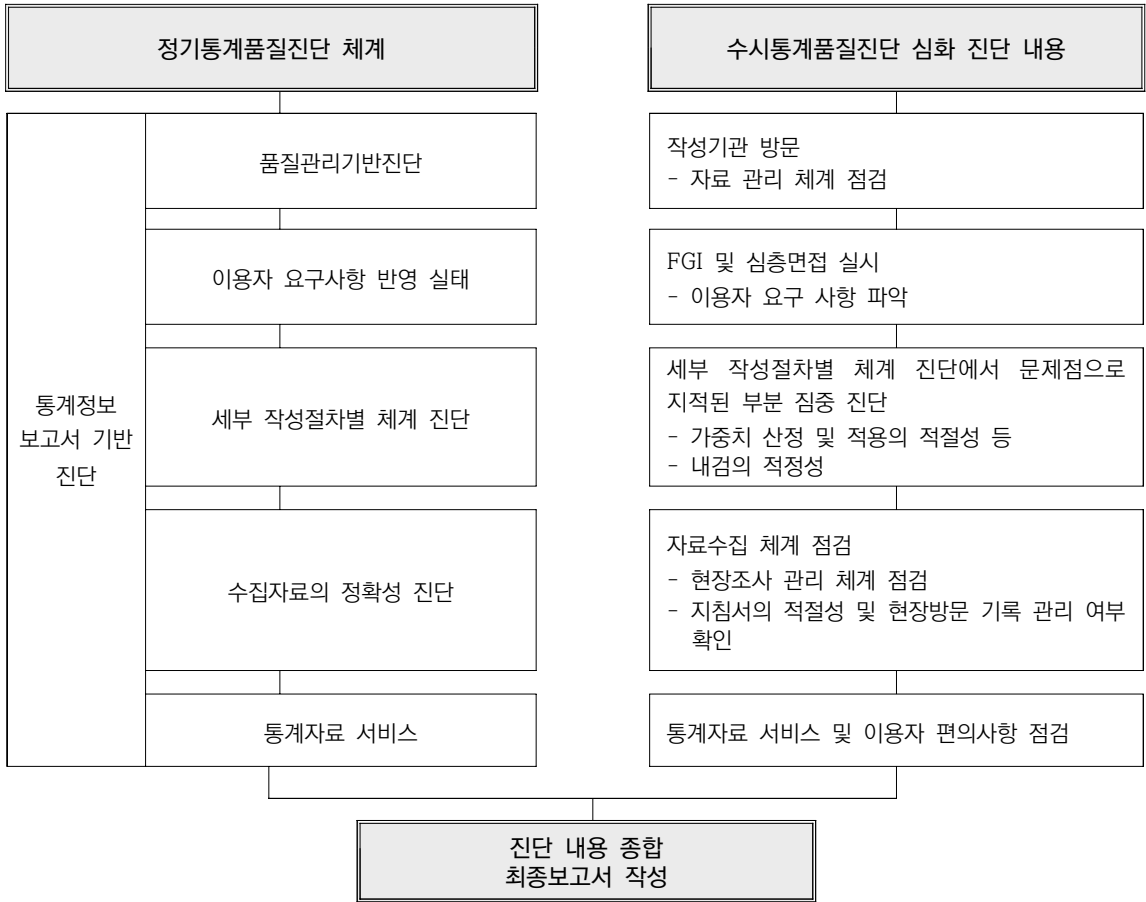 정기통계품질진단 체계
통계정보
보고서 기반
진단
품질관리기반진단
이용자 요구사항 반영 실태
세부 작성절차별 체계 진단
수집자료의 정확성 진단
통계자료 서비스
수시통계품질진단 심화 진단 내용
작성기관 방문
- 자료 관리 체계 점검
FGI 및 심층면접 실시
- 이용자 요구 사항 파악
세부 작성절차별 체계 진단에서 문제점으로
지적된 부분 짐중 진단
- 가중치 산정 및 적용의 적절성 등
- 내검의 적정성
자료수집 체계 점검
- 현장조사 관리 체계 점검
- 지침서의 적절성 및 현장방문 기록 관리 여부
확인
통계자료 서비스 및 이용자 편의사항 점검
진단 내용 종합
최종보고서 작성